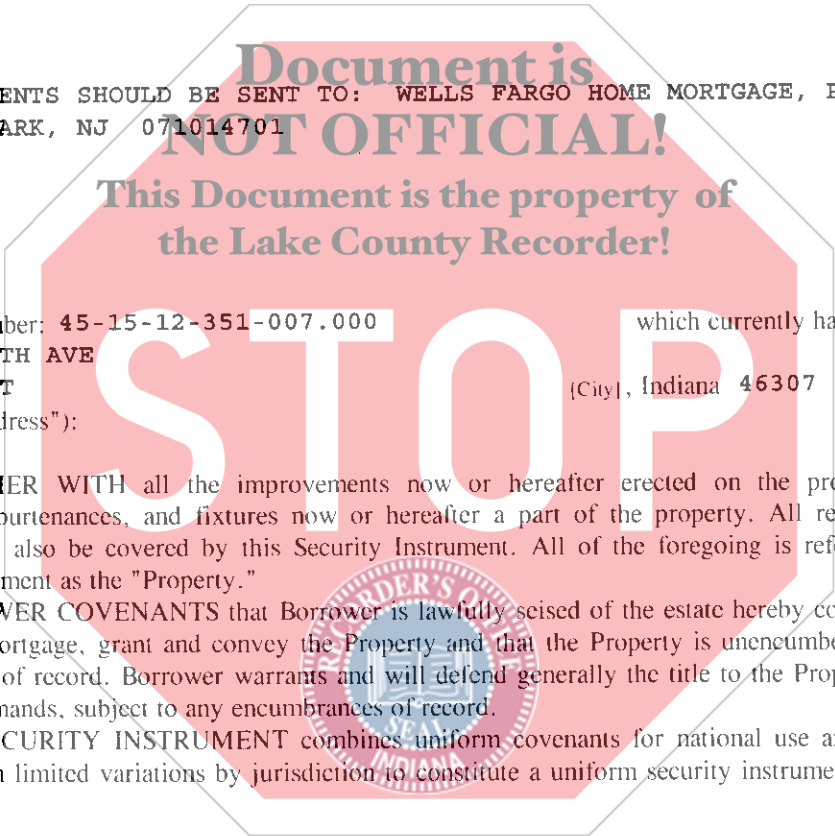 Document is
ENTS SHOULD BE SENT TO: WELLS FARGO HOME MORTGAGE, P
ARK, NJ 071014701
NOT OFFICIAL!
This Document is the property of
the Lake County Recorder!
ber: 45-15-12-351-007.000 which currently ha
TH AVE
T [City], Indiana 46307
dress"):
STOP
ER WITH all the improvements now or hereafter erected on the pro
purtenances, and fixtures now or hereafter a part of the property. All re
also be covered by this Security Instrument. All of the foregoing is refe
ment as the "Property."
WER COVENANTS that Borrower is lawfully seised of the estate hereby co
ortgage, grant and convey the Property and that the Property is unencumbe
of record. Borrower warrants and will defend generally the title to the Prop
mands, subject to any encumbrances of record.
CURITY INSTRUMENT combines uniform covenants for national use a
limited variations by jurisdiction to constitute a uniform security instrume
RECORDER'S OFFICE
SEAL
INDIANA